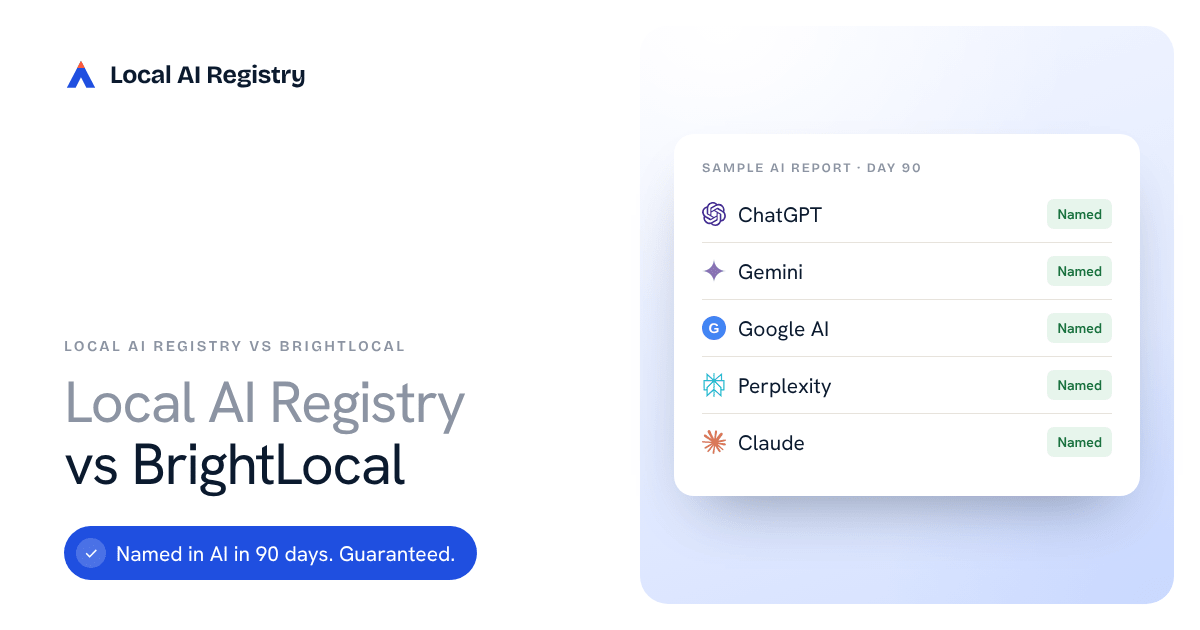 Local AI Registry
LOCAL AI REGISTRY VS BRIGHTLOCAL
Local AI Registry
vs BrightLocal
Named in AI in 90 days. Guaranteed.
SAMPLE AI REPORT · DAY 90
ChatGPT Named
Gemini Named
G Google AI Named
Perplexity Named
Claude Named